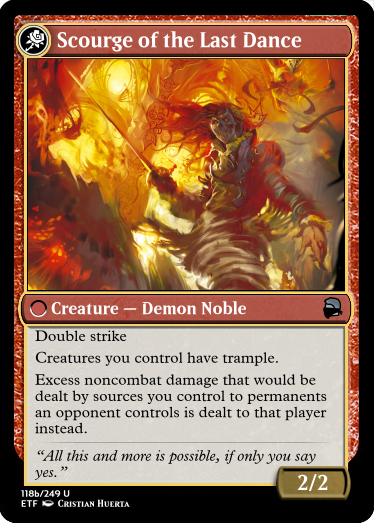 Scourge of the Last Dance
Creature — Demon Noble
Double strike
Creatures you control have trample.
Excess noncombat damage that would be
dealt by sources you control to permanents
an opponent controls is dealt to that player
instead.
“All this and more is possible, if only you say
yes.”
2/2
118b/249 U
ETF Cristian Huerta